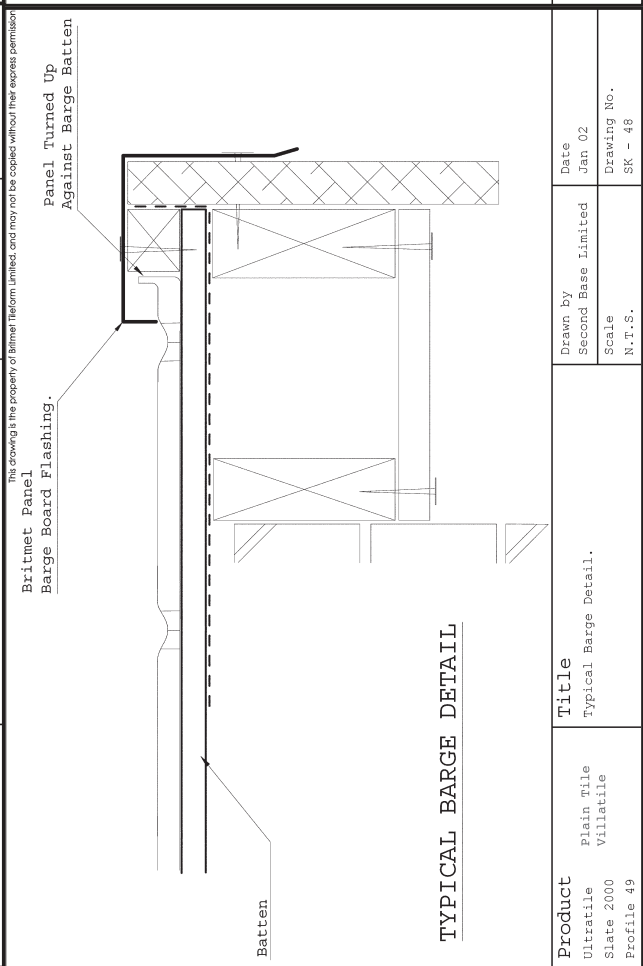 This drawing is the property of Britmet Tileform Limited, and may not be copied without their express permission
Britmet Panel
Barge Board Flashing.
Panel Turned Up
Against Barge Batten
Batten
TYPICAL BARGE DETAIL
Product
Ultratile
Plain Tile
Slate 2000
Villatile
Profile 49
Title
Typical Barge Detail.
Drawn by
Second Base Limited
Scale
N.T.S.
Date
Jan 02
Drawing No.
SK - 48